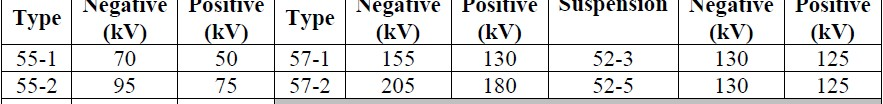 Type Negative (kV) Positive (kV) Type Negative (kV) Positive (kV) Suspension Negative (kV) Positive (kV)
55-1 70 50 57-1 155 130 52-3 130 125
55-2 95 75 57-2 205 180 52-5 130 125